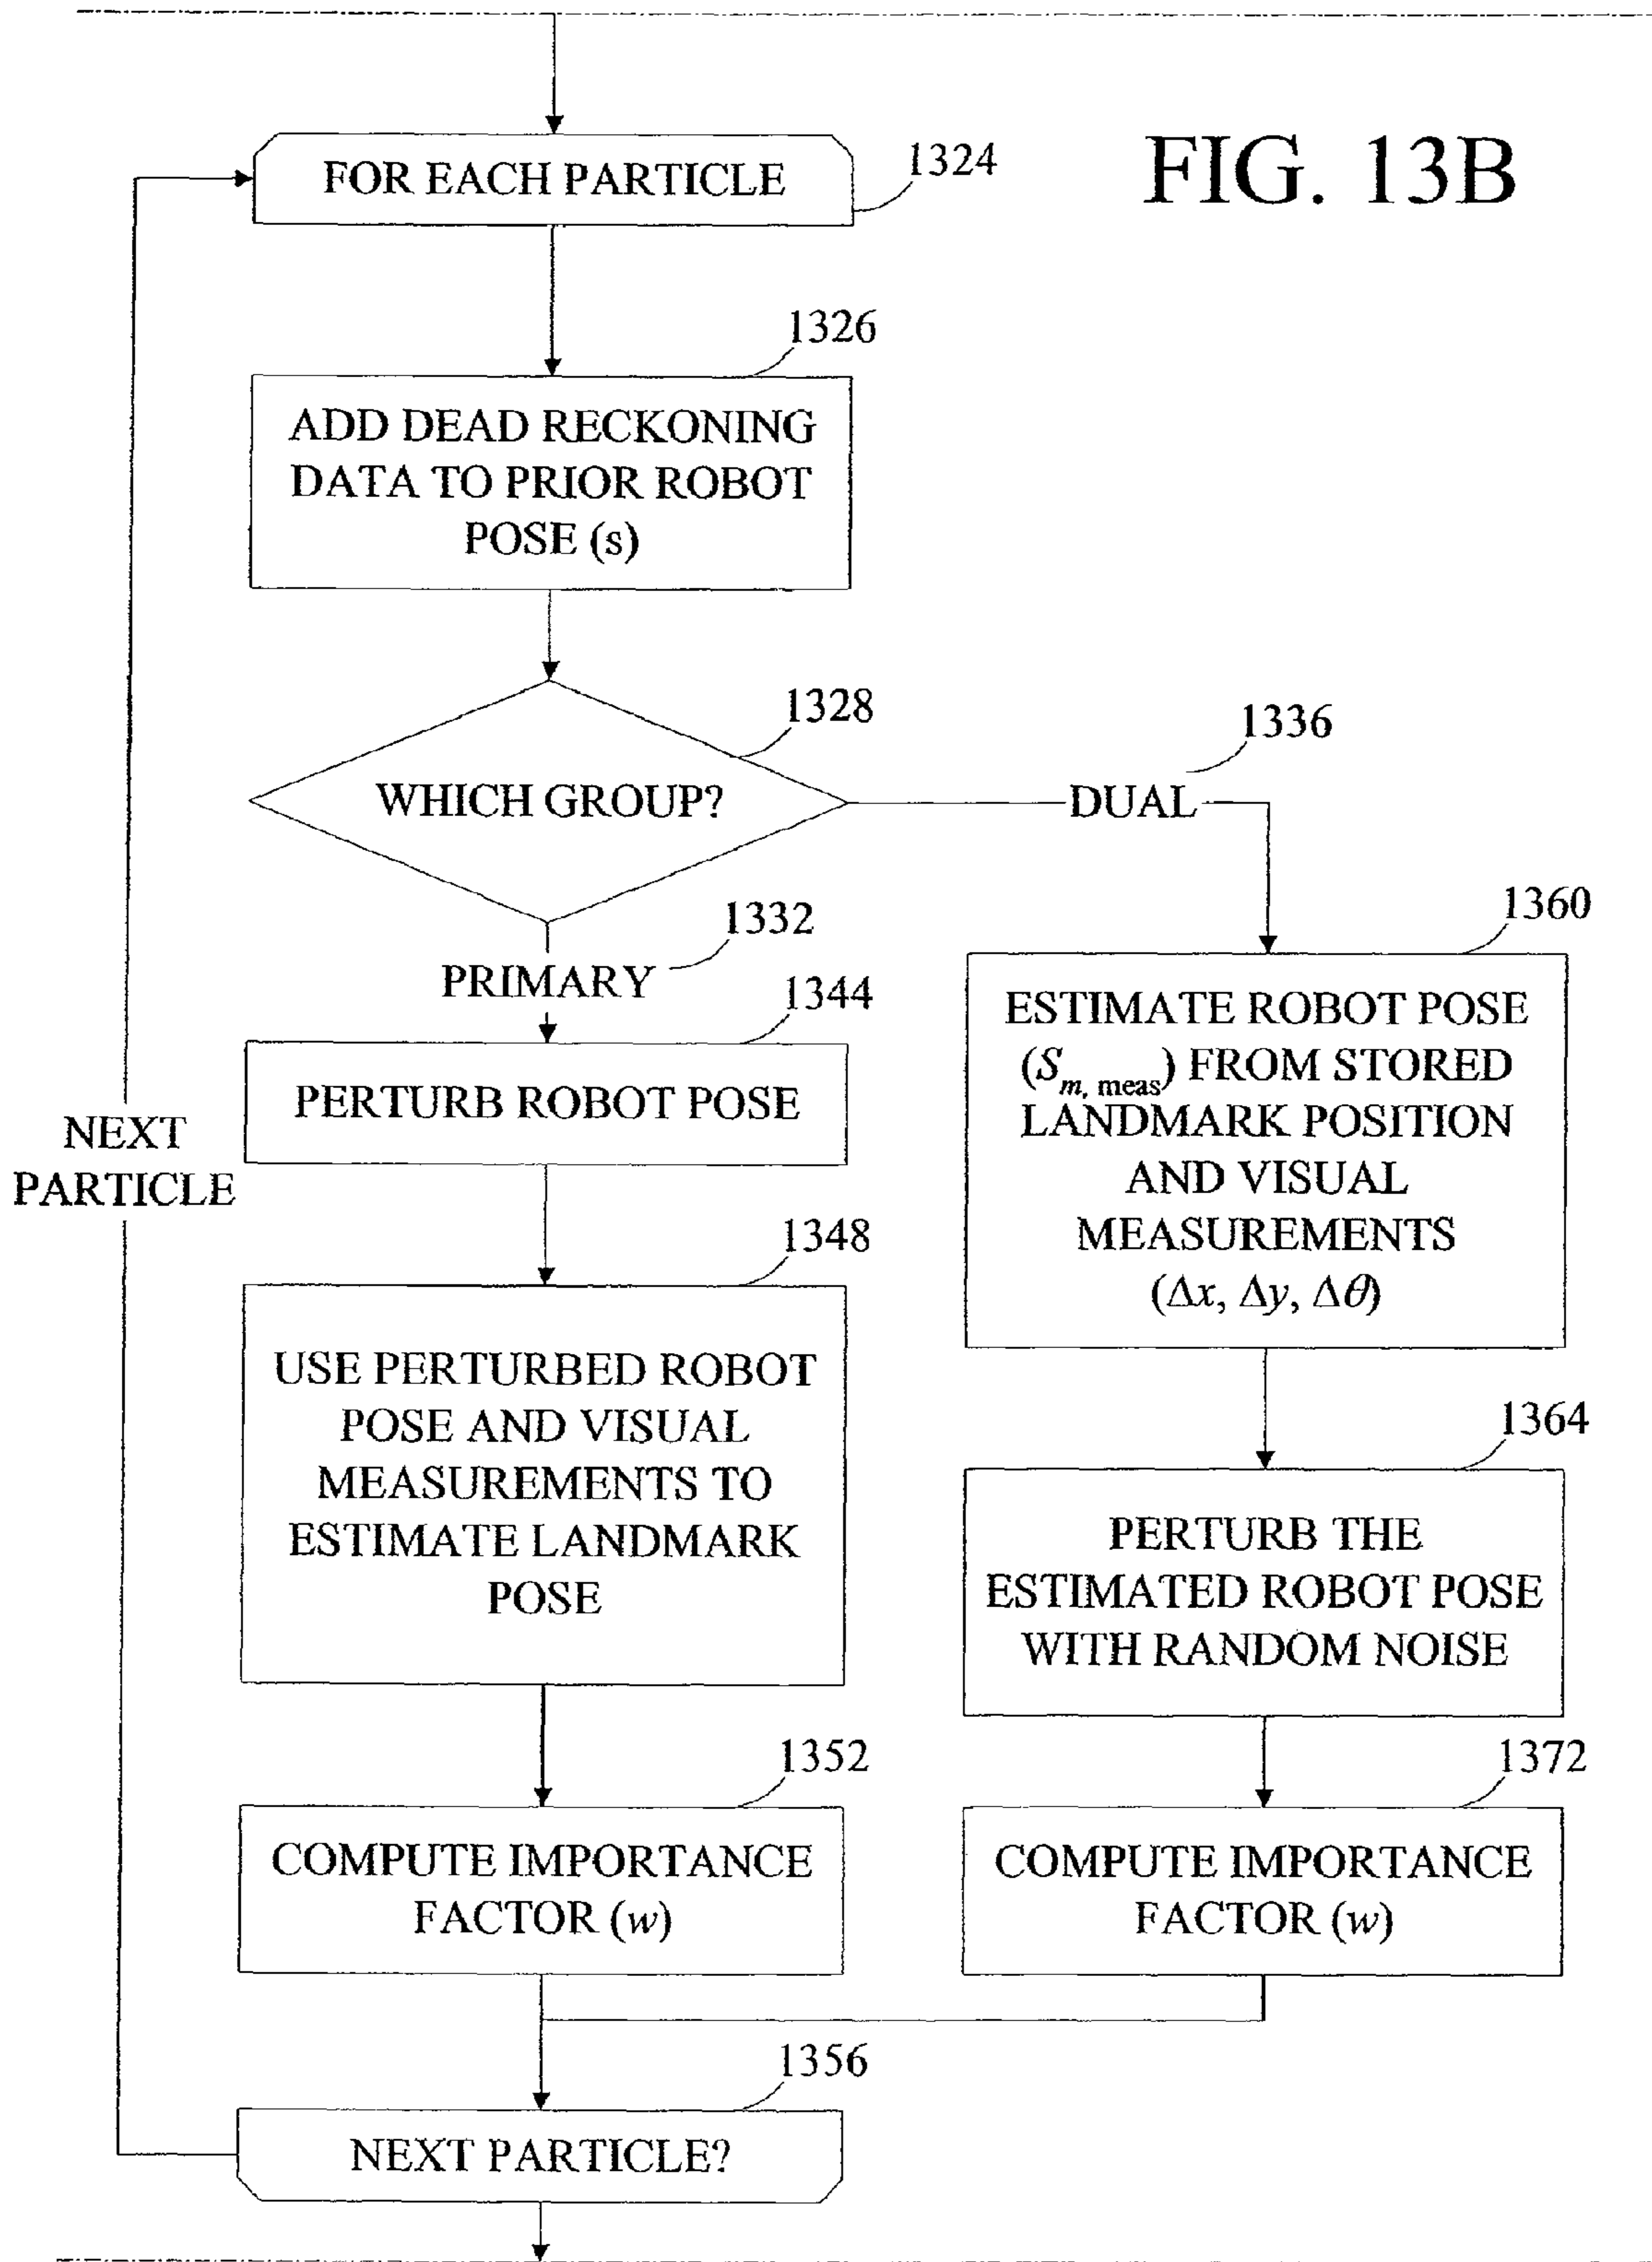 FIG. 13B
FOR EACH PARTICLE
1324
1326
ADD DEAD RECKONING
DATA TO PRIOR ROBOT
POSE (s)
1328
WHICH GROUP?
1336
DUAL
1332
PRIMARY
1344
PERTURB ROBOT POSE
NEXT
PARTICLE
1348
USE PERTURBED ROBOT
POSE AND VISUAL
MEASUREMENTS TO
ESTIMATE LANDMARK
POSE
1360
ESTIMATE ROBOT POSE
(Sm, meas) FROM STORED
LANDMARK POSITION
AND VISUAL
MEASUREMENTS
(Δx, Δy, Δθ)
1364
PERTURB THE
ESTIMATED ROBOT POSE
WITH RANDOM NOISE
1352
COMPUTE IMPORTANCE
FACTOR (w)
1372
COMPUTE IMPORTANCE
FACTOR (w)
1356
NEXT PARTICLE?